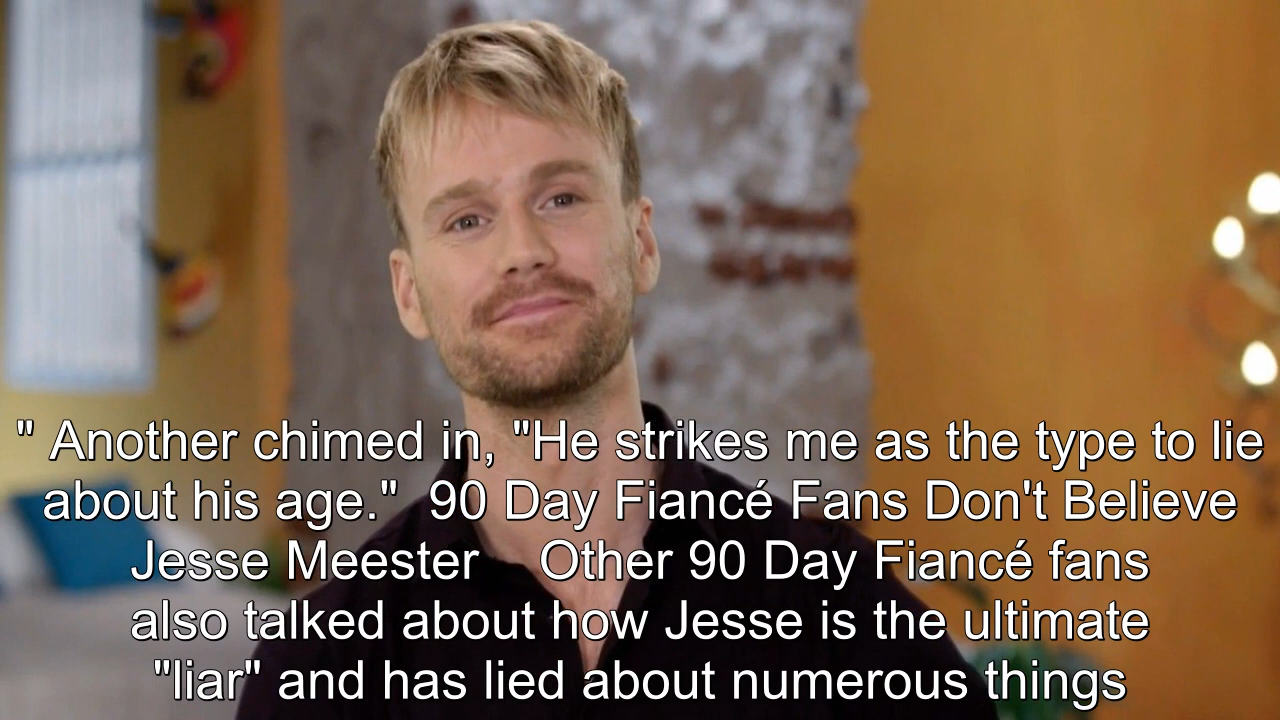 " Another chimed in, "He strikes me as the type to lie
about his age."  90 Day Fiancé Fans Don't Believe
Jesse Meester    Other 90 Day Fiancé fans
also talked about how Jesse is the ultimate
"liar" and has lied about numerous things